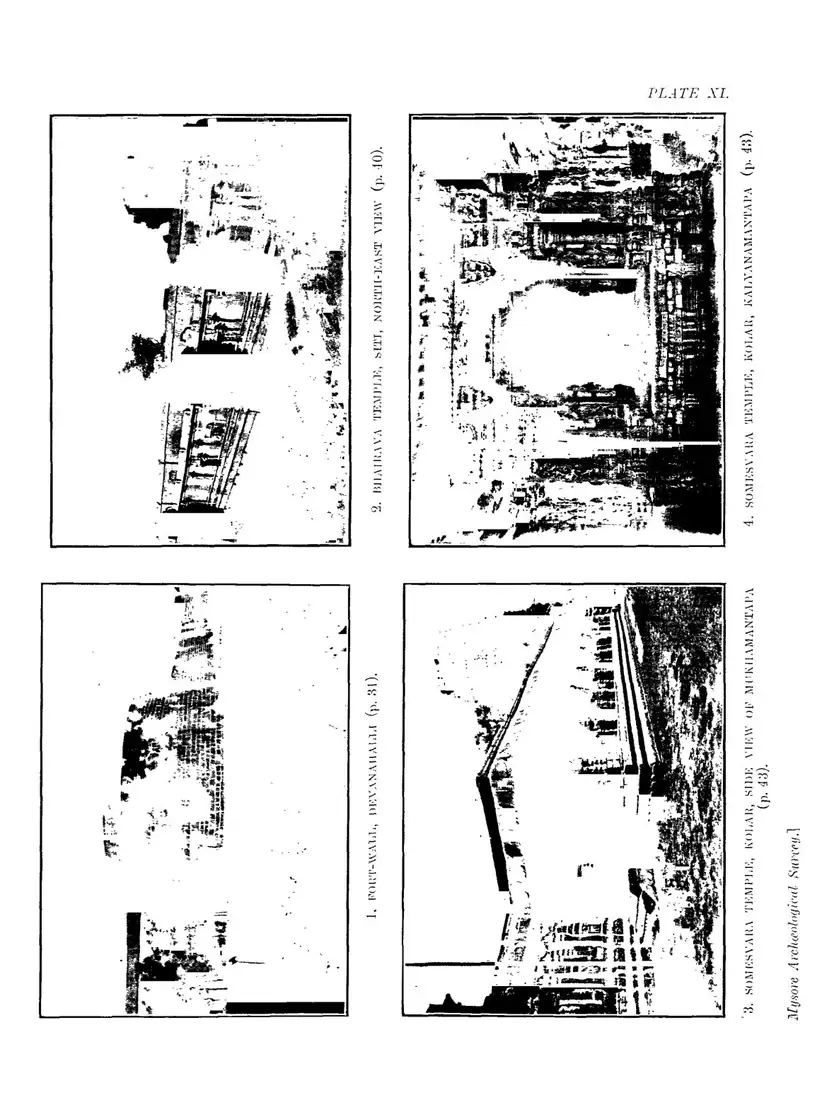 PLATE XI.
1. FORT-WALL, DEVANAHALLI (p. 31).
2. BHAIRAVA TEMPLE, SITI, NORTH-EAST VIEW (p. 40).
3. SOMESVARA TEMPLE, KOLAR, SIDE VIEW OF MUKHAMANTAPA
(p. 43).
4. SOMESVARA TEMPLE, KOLAR, KALYANAMANTAPA (p. 43).
Mysore Archæological Survey.]